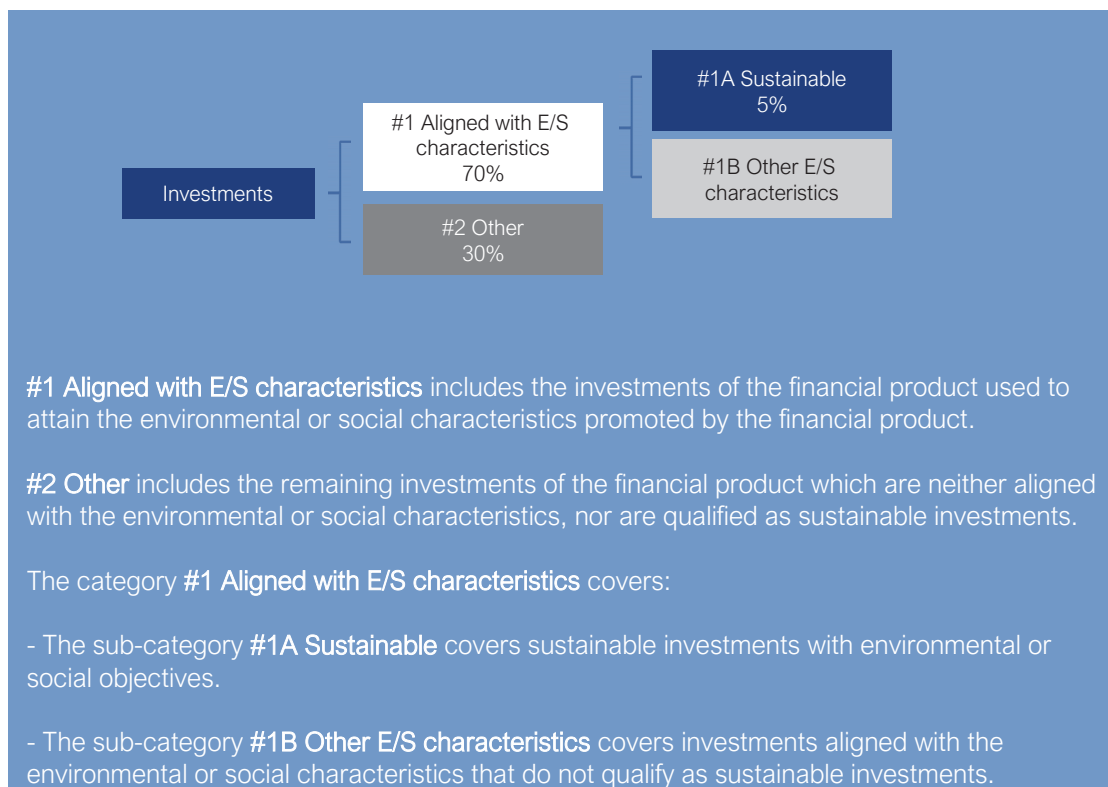 #1A Sustainable
5%
#1 Aligned with E/S
characteristics
70%
#1B Other E/S
characteristics
Investments
#2 Other
30%
#1 Aligned with E/S characteristics includes the investments of the financial product used to
attain the environmental or social characteristics promoted by the financial product.
#2 Other includes the remaining investments of the financial product which are neither aligned
with the environmental or social characteristics, nor are qualified as sustainable investments.
The category #1 Aligned with E/S characteristics covers:
- The sub-category #1A Sustainable covers sustainable investments with environmental or
social objectives.
- The sub-category #1B Other E/S characteristics covers investments aligned with the
environmental or social characteristics that do not qualify as sustainable investments.